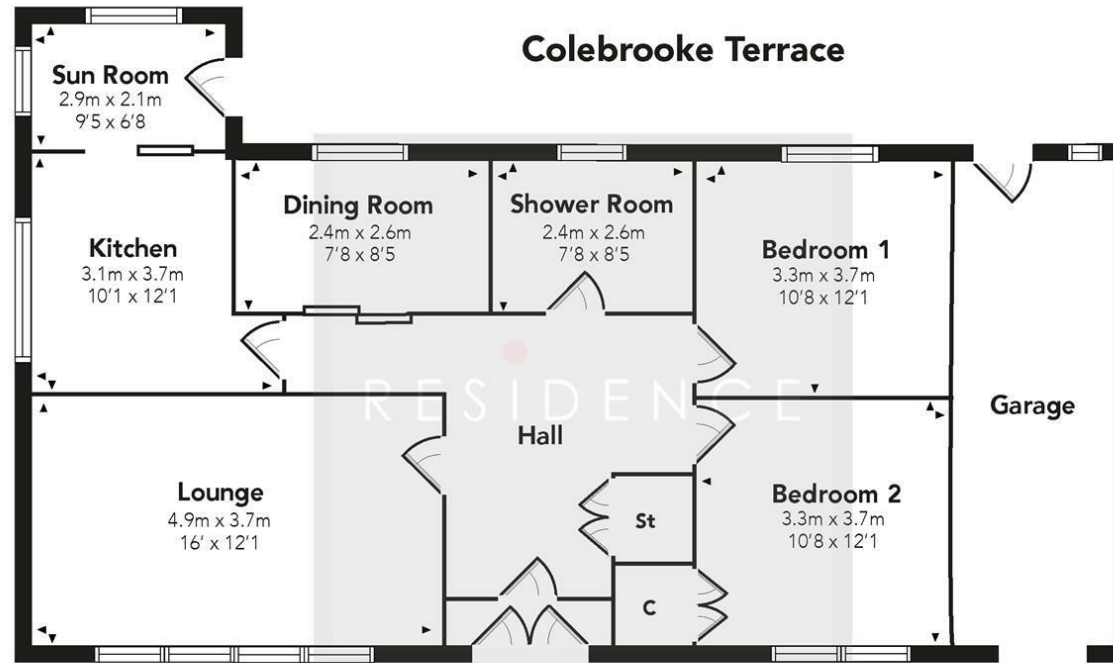 Colebrooke Terrace
Sun Room
2.9m x 2.1m
9'5 x 6'8
Dining Room
2.4m x 2.6m
7'8 x 8'5
Shower Room
2.4m x 2.6m
7'8 x 8'5
Kitchen
3.1m x 3.7m
10'1 x 12'1
Bedroom 1
3.3m x 3.7m
10'8 x 12'1
RESIDENCE
Hall
Garage
Lounge
4.9m x 3.7m
16' x 12'1
St
Bedroom 2
3.3m x 3.7m
10'8 x 12'1
C